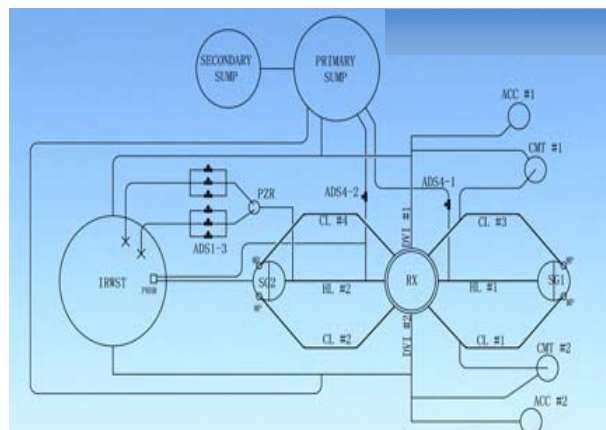 SECONDARY
SUMP
PRIMARY
SUMP
ACC #1
CMT #1
ADS4-2
ADS4-1
PZR
ADS1-3
CL #4
DVI #1
CL #3
IRWST
PRHR
SG2
HL #2
RX
HL #1
SG1
CL #2
DVI #2
CL #1
CMT #2
ACC #2